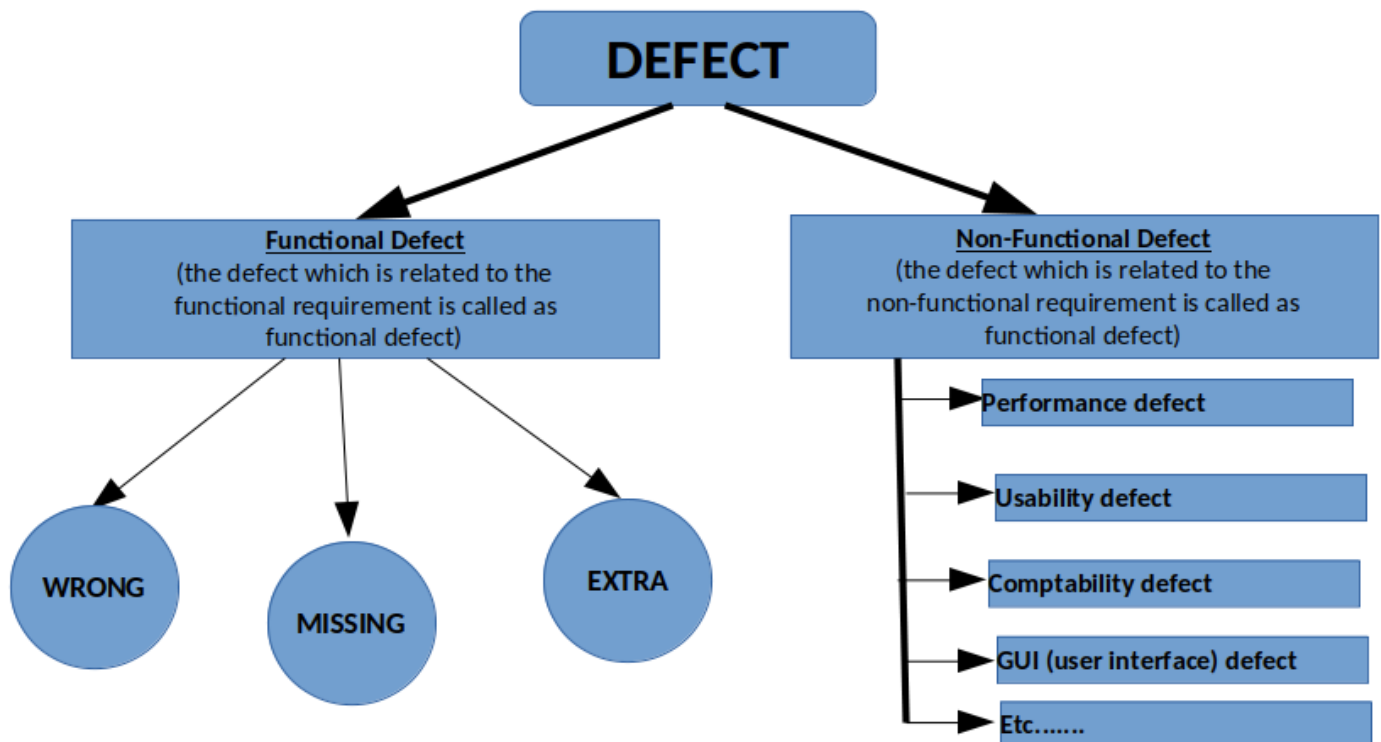 DEFECT
Functional Defect
(the defect which is related to the
functional requirement is called as
functional defect)
Non-Functional Defect
(the defect which is related to the
non-functional requirement is called as
functional defect)
WRONG
MISSING
EXTRA
Performance defect
Usability defect
Comptability defect
GUI (user interface) defect
Etc.......